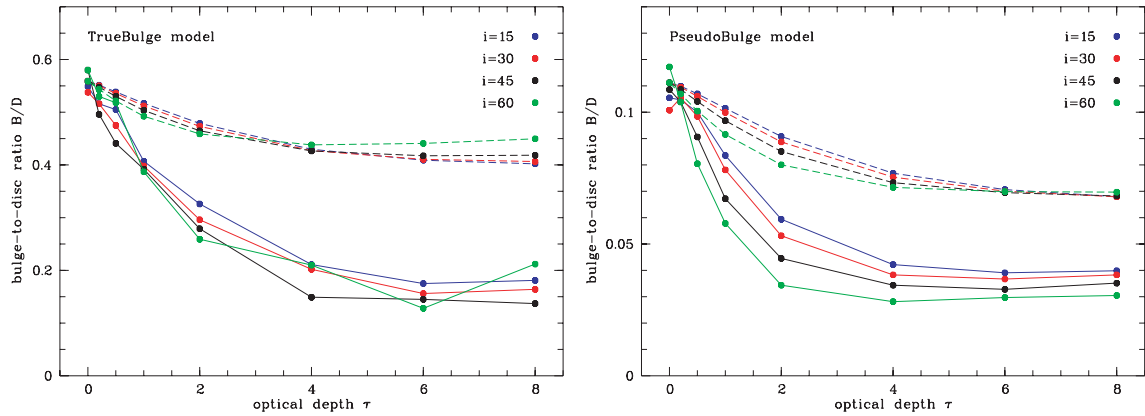 TrueBulge model
i=15
i=30
i=45
i=60
0.6
0.4
0.2
0
bulge-to-disc ratio B/D
0 2 4 6 8
optical depth τ
PseudoBulge model
i=15
i=30
i=45
i=60
0.1
0.05
0
bulge-to-disc ratio B/D
0 2 4 6 8
optical depth τ